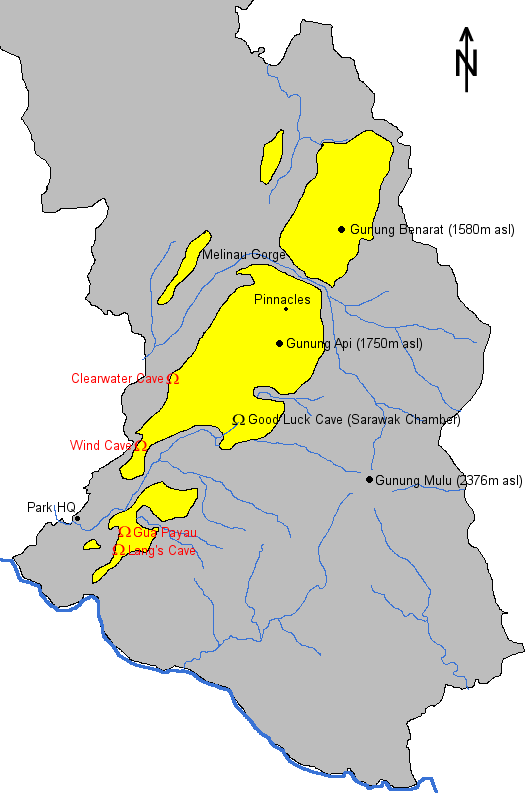 N
Gunung Benarat (1580m asl)
Melinau Gorge
Pinnacles
Gunung Api (1750m asl)
Clearwater Cave Ω
Ω Good Luck Cave (Sarawak Chamber)
Wind Cave Ω
Gunung Mulu (2376m asl)
Park HQ
Ω Gua Payau
Ω Lang's Cave